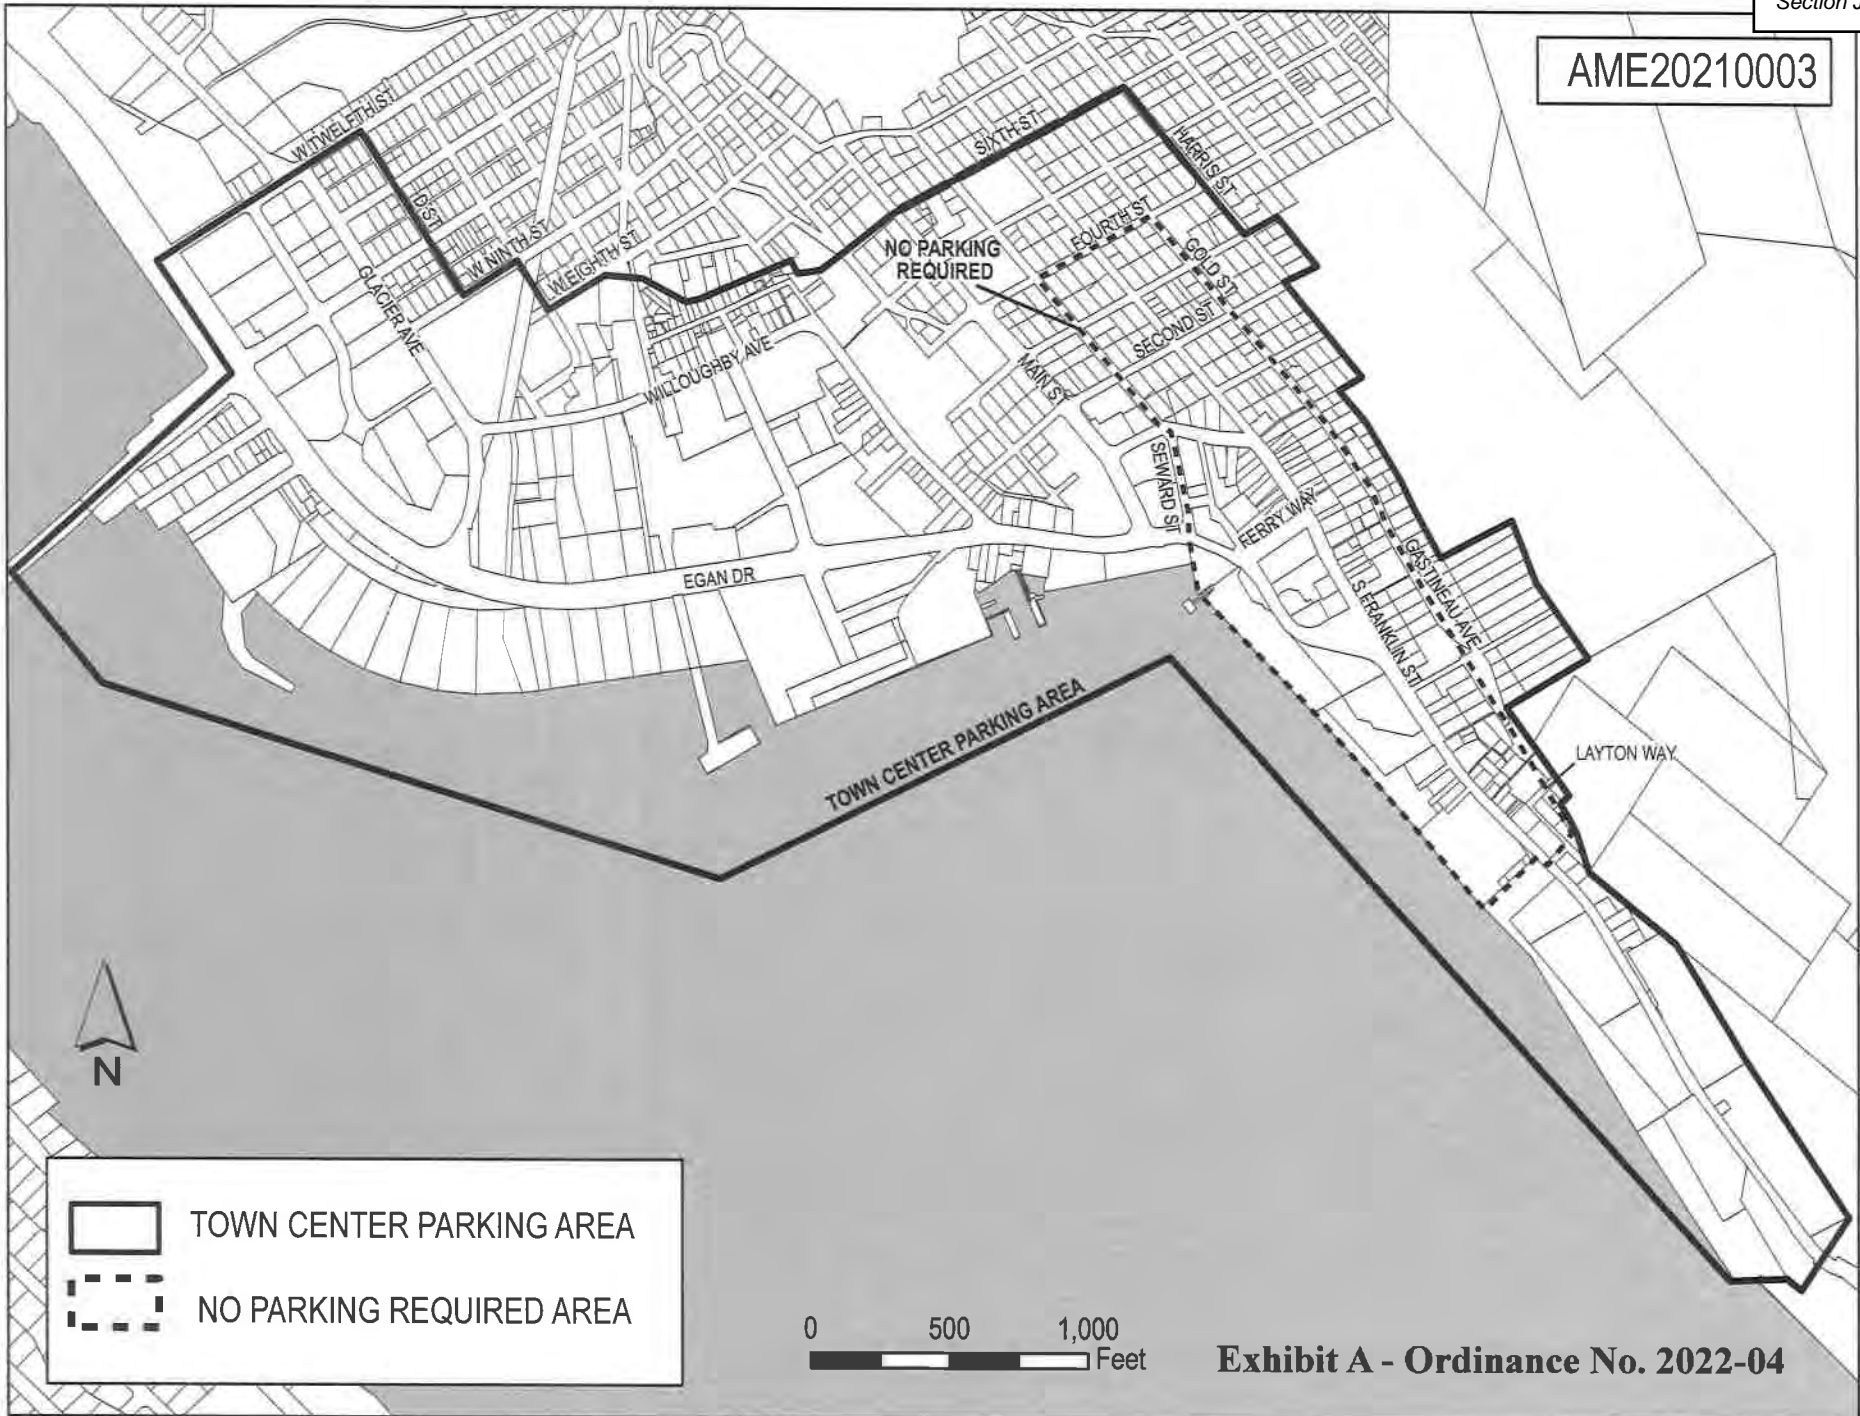 Section J
AME20210003
W TWELFTH ST
D ST
W NINTH ST
W EIGHTH ST
GLACIER AVE
WILLOUGHBY AVE
SIXTH ST
HARRIS ST
FOURTH ST
NO PARKING
REQUIRED
GOLD ST
SECOND ST
MAIN ST
SEWARD ST
FERRY WAY
EGAN DR
GASTINEAU AVE
S FRANKLIN ST
LAYTON WAY
TOWN CENTER PARKING AREA
N
TOWN CENTER PARKING AREA
NO PARKING REQUIRED AREA
0 500 1,000
Feet
Exhibit A - Ordinance No. 2022-04